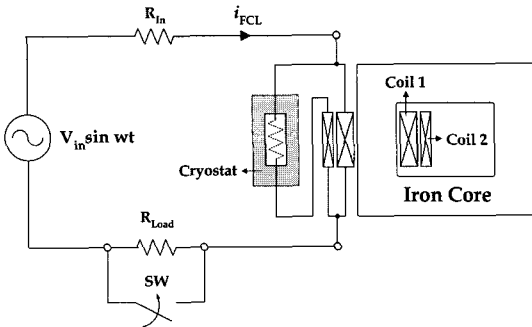 R_In
i_FCL
Coil 1
Coil 2
V_in sin wt
Cryostat
Iron Core
R_Load
SW